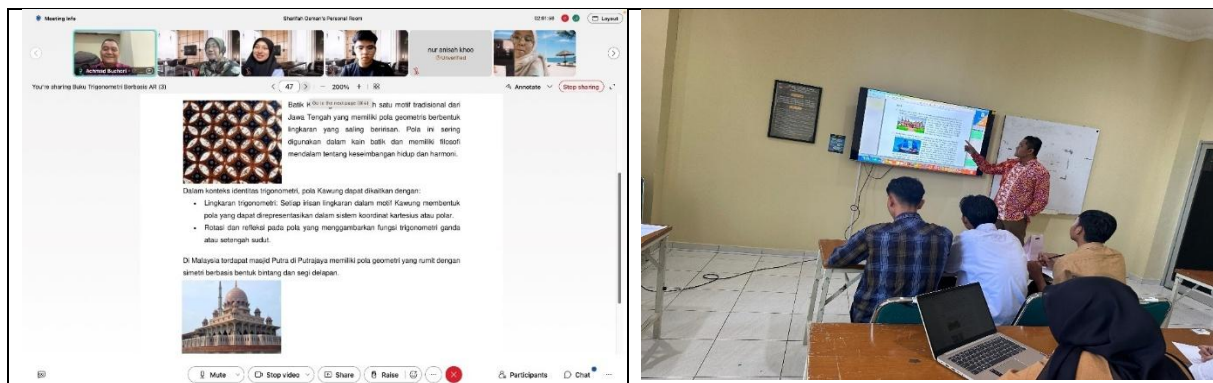 Meeting info
Sharifah Osman's Personal Room
Layout
Achmad Buchori
nur anisah khoo
Unverified
You're sharing Buku Trigonometri Berbasis AR (3)
47
200%
Annotate
Stop sharing
satu motif tradisional dari
Jawa Tengah yang memiliki pola geometris berbentuk
lingkaran yang saling beririsan. Pola ini sering
digunakan dalam kain batik dan memiliki filosofi
mendalam tentang keseimbangan hidup dan harmoni.
Dalam konteks identitas trigonometri, pola Kawung dapat dikaitkan dengan:
• Lingkaran trigonometri: Setiap irisan lingkaran dalam motif Kawung membentuk
pola yang dapat direpresentasikan dalam sistem koordinat kartesius atau polar.
• Rotasi dan refleksi pada pola yang menggambarkan fungsi trigonometri ganda
atau setengah sudut.
Di Malaysia terdapat masjid Putra di Putrajaya memiliki pola geometri yang rumit dengan
simetri berbasis bentuk bintang dan segi delapan.
Mute
Stop video
Share
Raise
Participants
Chat